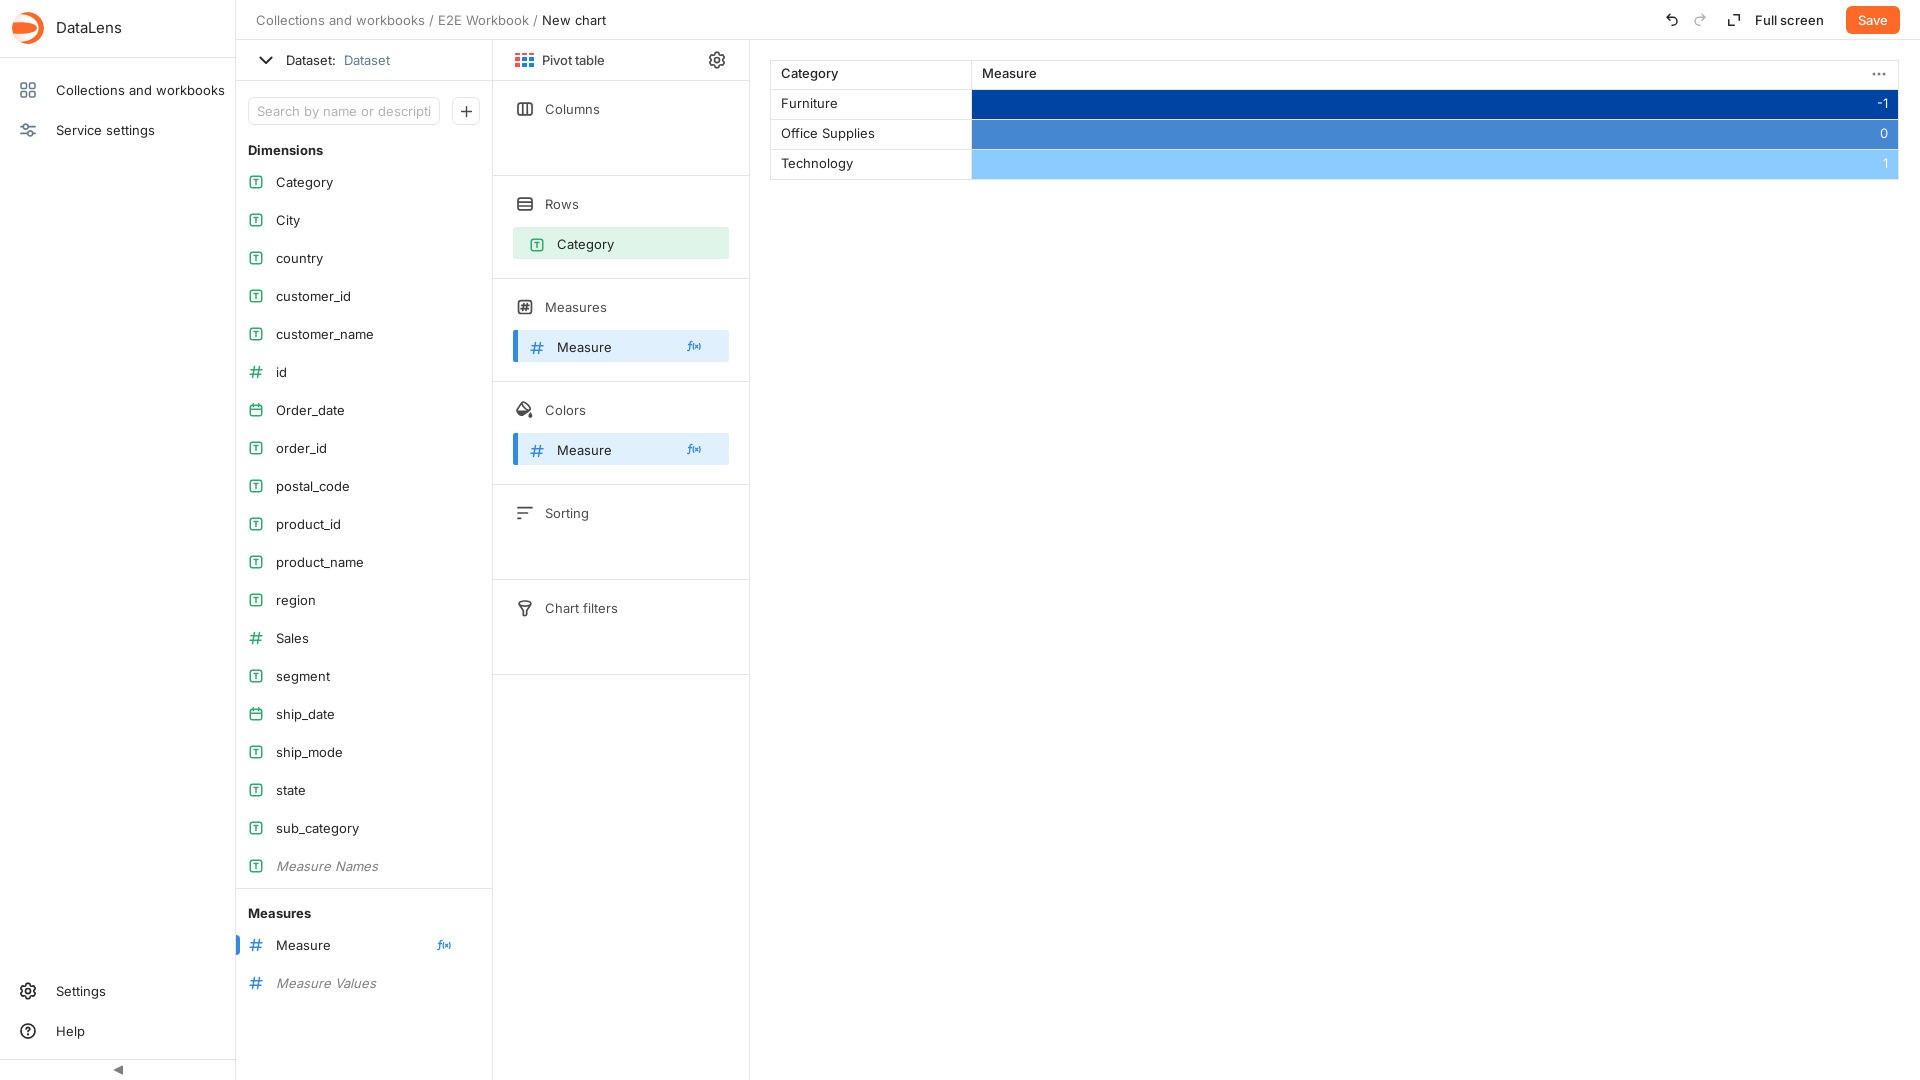 DataLens
Collections and workbooks
Service settings
Settings
Help
Collections and workbooks / E2E Workbook / New chart
Full screen
Save
Dataset: Dataset
Search by name or descripti
Dimensions
Category
City
country
customer_id
customer_name
id
Order_date
order_id
postal_code
product_id
product_name
region
Sales
segment
ship_date
ship_mode
state
sub_category
Measure Names
Measures
Measure
Measure Values
Pivot table
Columns
Rows
Category
Measures
Measure
Colors
Measure
Sorting
Chart filters
Category Measure
Furniture -1
Office Supplies 0
Technology 1